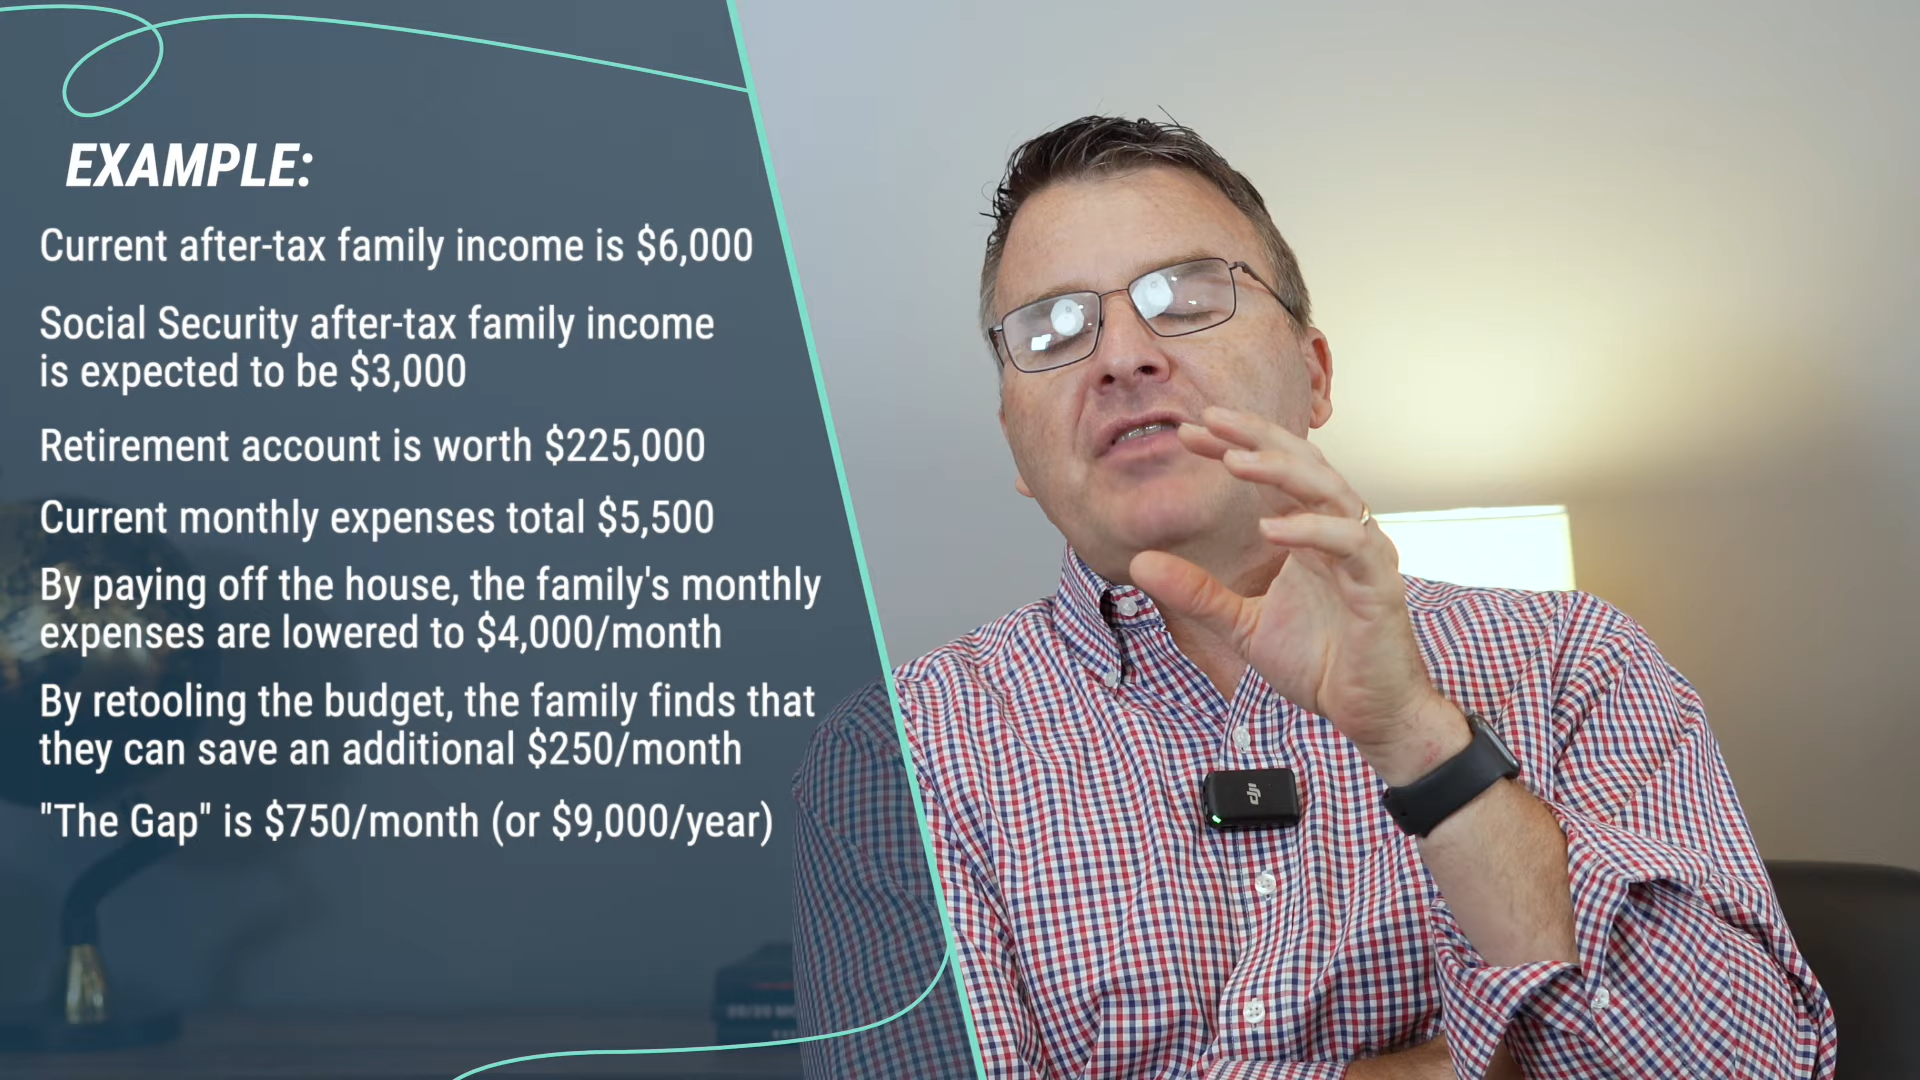 EXAMPLE:
Current after-tax family income is $6,000
Social Security after-tax family income
is expected to be $3,000
Retirement account is worth $225,000
Current monthly expenses total $5,500
By paying off the house, the family's monthly
expenses are lowered to $4,000/month
By retooling the budget, the family finds that
they can save an additional $250/month
"The Gap" is $750/month (or $9,000/year)
dji